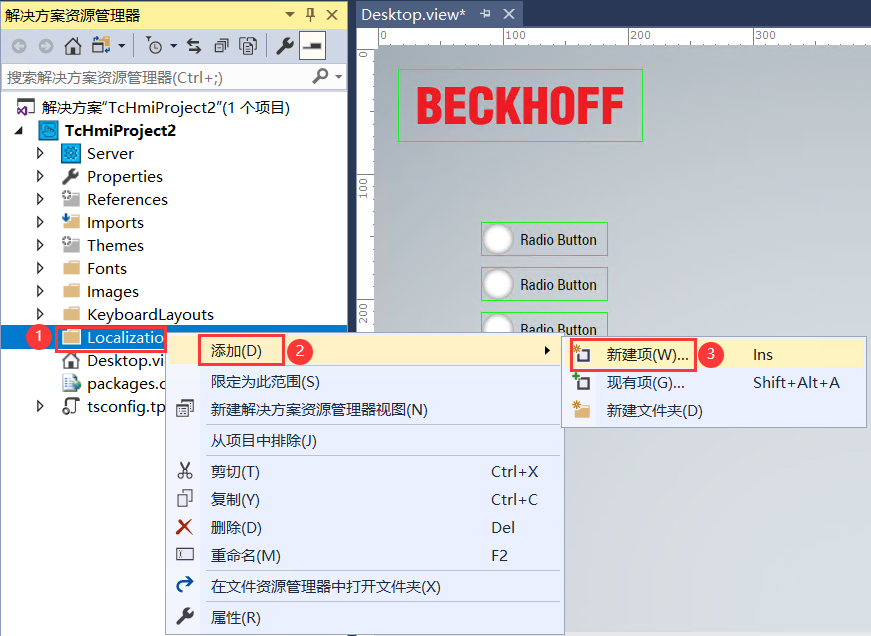 解决方案资源管理器
搜索解决方案资源管理器(Ctrl+;)
解决方案"TcHmiProject2"(1 个项目)
TcHmiProject2
Server
Properties
References
Imports
Themes
Fonts
Images
KeyboardLayouts
1
Localizatio
Desktop.vi
packages.c
tsconfig.tp
Desktop.view*
0
100
200
300
0
100
200
BECKHOFF
Radio Button
Radio Button
Radio Button
添加(D)
2
限定为此范围(S)
新建解决方案资源管理器视图(N)
从项目中排除(J)
剪切(T) Ctrl+X
复制(Y) Ctrl+C
删除(D) Del
重命名(M) F2
在文件资源管理器中打开文件夹(X)
属性(R)
新建项(W)... 3 Ins
现有项(G)... Shift+Alt+A
新建文件夹(D)